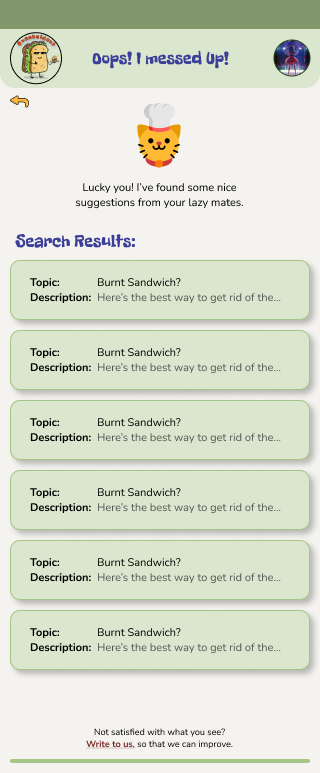 Oops! I messed Up!
Lucky you! I've found some nice
suggestions from your lazy mates.
Search Results:
Topic: Burnt Sandwich?
Description: Here's the best way to get rid of the...
Topic: Burnt Sandwich?
Description: Here's the best way to get rid of the...
Topic: Burnt Sandwich?
Description: Here's the best way to get rid of the...
Topic: Burnt Sandwich?
Description: Here's the best way to get rid of the...
Topic: Burnt Sandwich?
Description: Here's the best way to get rid of the...
Topic: Burnt Sandwich?
Description: Here's the best way to get rid of the...
Not satisfied with what you see?
Write to us, so that we can improve.